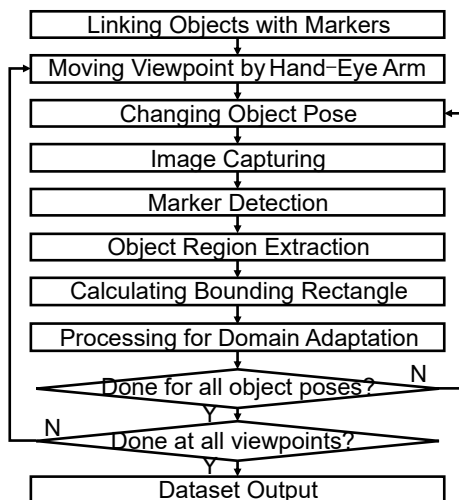 Linking Objects with Markers
Moving Viewpoint by Hand-Eye Arm
Changing Object Pose
Image Capturing
Marker Detection
Object Region Extraction
Calculating Bounding Rectangle
Processing for Domain Adaptation
Done for all object poses?
N
Y
N
Done at all viewpoints?
Y
Dataset Output